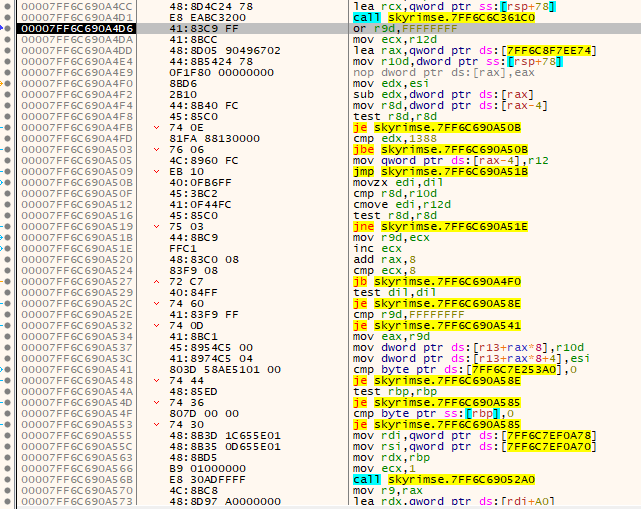 00007FF6C690A4CC 48:8D4C24 78 lea rcx,qword ptr ss:[rsp+78]
00007FF6C690A4D1 E8 EABC3200 call skyrimse.7FF6C6C361C0
00007FF6C690A4D6 41:83C9 FF or r9d,FFFFFFFF
00007FF6C690A4DA 41:8BCC mov ecx,r12d
00007FF6C690A4DD 48:8D05 90496702 lea rax,qword ptr ds:[7FF6C8F7EE74]
00007FF6C690A4E4 44:8B5424 78 mov r10d,dword ptr ss:[rsp+78]
00007FF6C690A4E9 0F1F80 00000000 nop dword ptr ds:[rax],eax
00007FF6C690A4F0 8BD6 mov edx,esi
00007FF6C690A4F2 2B10 sub edx,dword ptr ds:[rax]
00007FF6C690A4F4 44:8B40 FC mov r8d,dword ptr ds:[rax-4]
00007FF6C690A4F8 45:85C0 test r8d,r8d
00007FF6C690A4FB 74 0E je skyrimse.7FF6C690A50B
00007FF6C690A4FD 81FA 88130000 cmp edx,1388
00007FF6C690A503 76 06 jbe skyrimse.7FF6C690A50B
00007FF6C690A505 4C:8960 FC mov qword ptr ds:[rax-4],r12
00007FF6C690A509 EB 10 jmp skyrimse.7FF6C690A51B
00007FF6C690A50B 40:0FB6FF movzx edi,dil
00007FF6C690A50F 45:3BC2 cmp r8d,r10d
00007FF6C690A512 41:0F44FC cmove edi,r12d
00007FF6C690A516 45:85C0 test r8d,r8d
00007FF6C690A519 75 03 jne skyrimse.7FF6C690A51E
00007FF6C690A51B 44:8BC9 mov r9d,ecx
00007FF6C690A51E FFC1 inc ecx
00007FF6C690A520 48:83C0 08 add rax,8
00007FF6C690A524 83F9 08 cmp ecx,8
00007FF6C690A527 72 C7 jb skyrimse.7FF6C690A4F0
00007FF6C690A529 40:84FF test dil,dil
00007FF6C690A52C 74 60 je skyrimse.7FF6C690A58E
00007FF6C690A52E 41:83F9 FF cmp r9d,FFFFFFFF
00007FF6C690A532 74 0D je skyrimse.7FF6C690A541
00007FF6C690A534 41:8BC1 mov eax,r9d
00007FF6C690A537 45:8954C5 00 mov dword ptr ds:[r13+rax*8],r10d
00007FF6C690A53C 41:8974C5 04 mov dword ptr ds:[r13+rax*8+4],esi
00007FF6C690A541 803D 58AE5101 00 cmp byte ptr ds:[7FF6C7E253A0],0
00007FF6C690A548 74 44 je skyrimse.7FF6C690A58E
00007FF6C690A54A 48:85ED test rbp,rbp
00007FF6C690A54D 74 36 je skyrimse.7FF6C690A585
00007FF6C690A54F 807D 00 00 cmp byte ptr ss:[rbp],0
00007FF6C690A553 74 30 je skyrimse.7FF6C690A585
00007FF6C690A555 48:8B3D 1C655E01 mov rdi,qword ptr ds:[7FF6C7EF0A78]
00007FF6C690A55C 48:8B35 0D655E01 mov rsi,qword ptr ds:[7FF6C7EF0A70]
00007FF6C690A563 48:8BD5 mov rdx,rbp
00007FF6C690A566 B9 01000000 mov ecx,1
00007FF6C690A56B E8 30ADFFFF call skyrimse.7FF6C69052A0
00007FF6C690A570 4C:8BC8 mov r9,rax
00007FF6C690A573 48:8D97 A0000000 lea rdx,qword ptr ds:[rdi+A0]